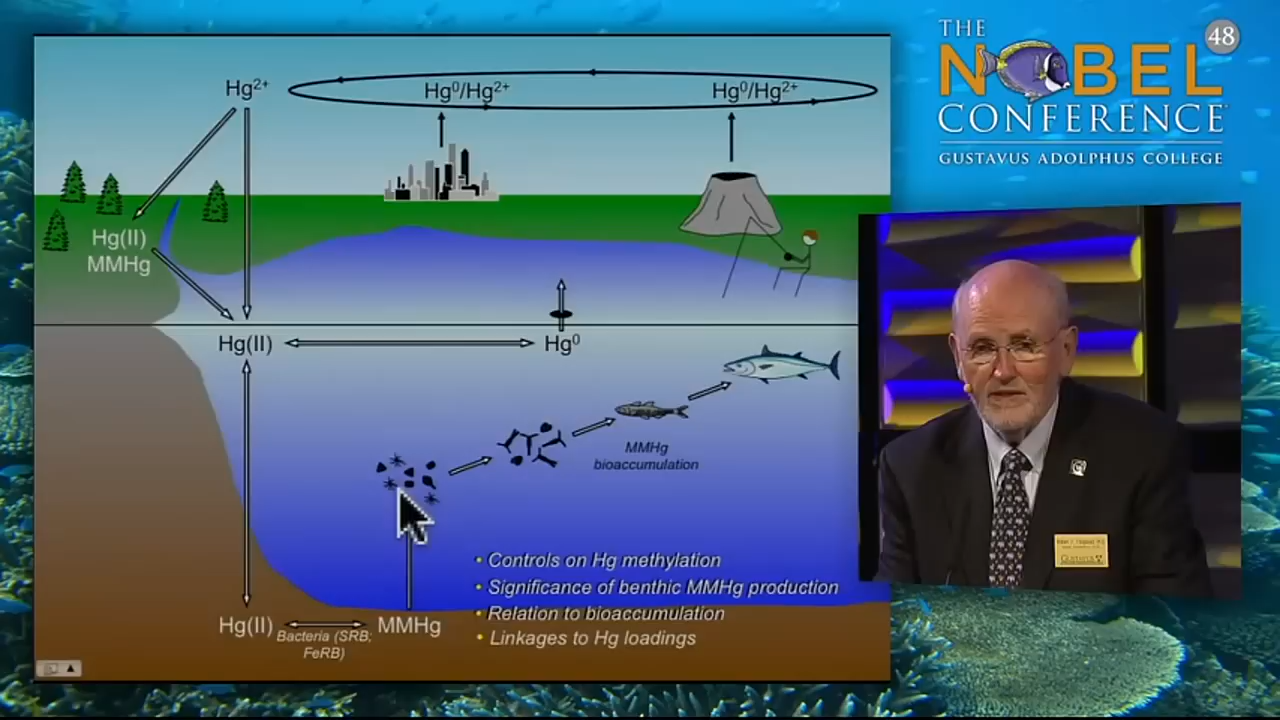 THE
48
NOBEL
CONFERENCE
GUSTAVUS ADOLPHUS COLLEGE
Hg²⁺
Hg⁰/Hg²⁺
Hg⁰/Hg²⁺
Hg(II)
MMHg
Hg(II)
Hg⁰
MMHg
bioaccumulation
• Controls on Hg methylation
• Significance of benthic MMHg production
• Relation to bioaccumulation
• Linkages to Hg loadings
Hg(II)
Bacteria (SRB;
FeRB)
MMHg